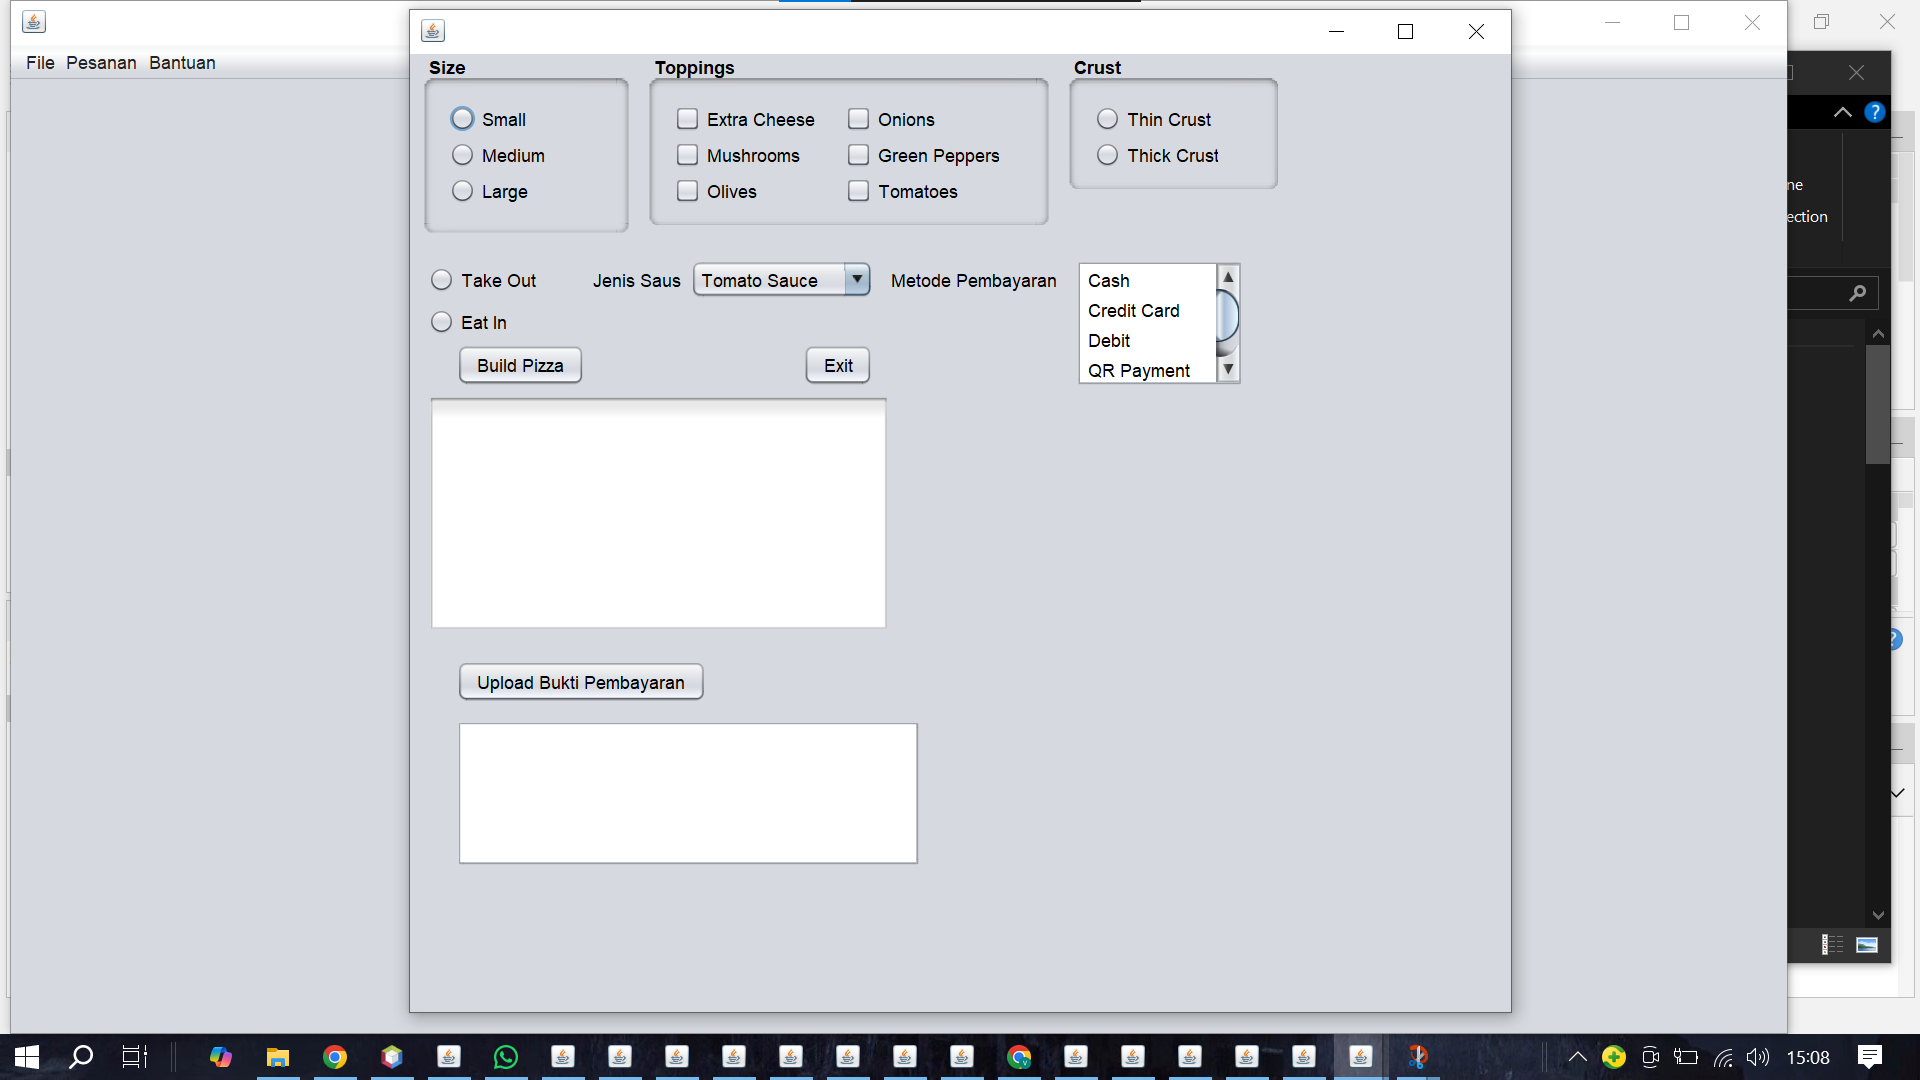 File Pesanan Bantuan
Size Toppings Crust
Small Extra Cheese Onions Thin Crust
Medium Mushrooms Green Peppers Thick Crust
Large Olives Tomatoes
Take Out Jenis Saus Tomato Sauce Metode Pembayaran Cash
Credit Card
Eat In
Debit
Build Pizza Exit QR Payment
Upload Bukti Pembayaran
ne
ection
15:08